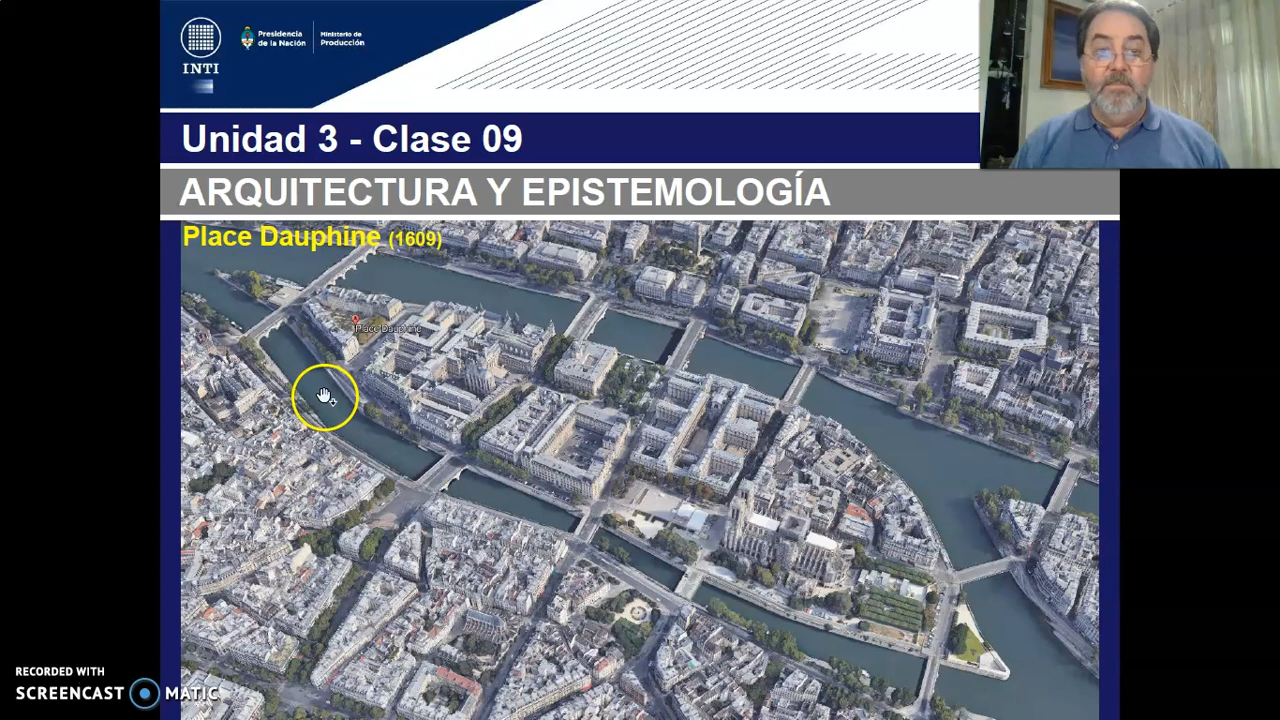 INTI
Presidencia
de la Nación
Ministerio de
Producción
Unidad 3 - Clase 09
ARQUITECTURA Y EPISTEMOLOGÍA
Place Dauphine (1609)
Place Dauphine
RECORDED WITH
SCREENCAST MATIC